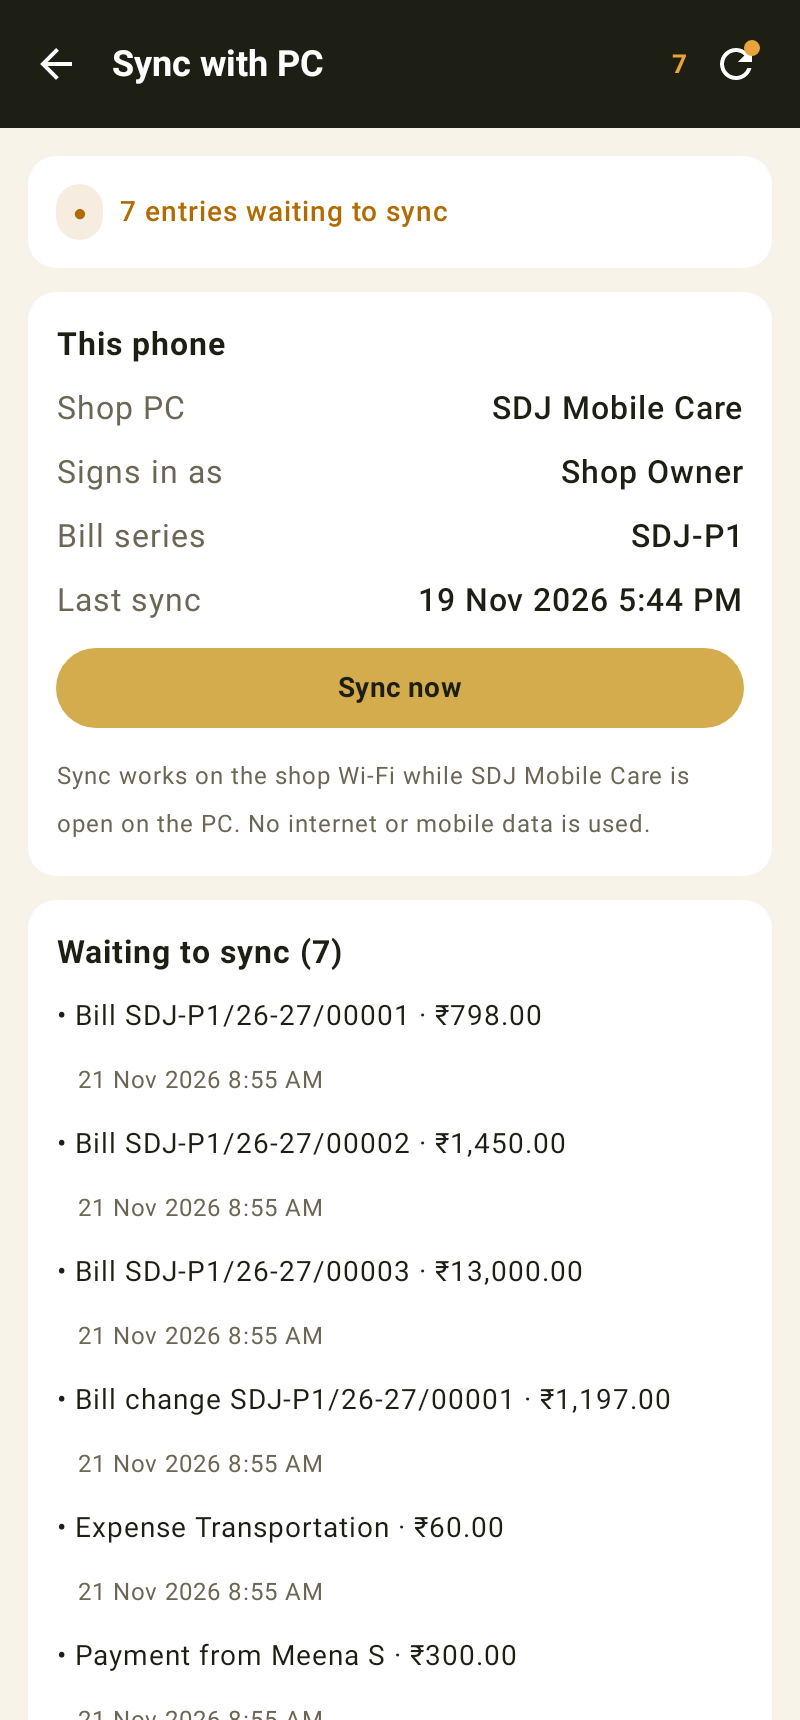 Sync with PC
7
7 entries waiting to sync
This phone
Shop PC SDJ Mobile Care
Signs in as Shop Owner
Bill series SDJ-P1
Last sync 19 Nov 2026 5:44 PM
Sync now
Sync works on the shop Wi-Fi while SDJ Mobile Care is
open on the PC. No internet or mobile data is used.
Waiting to sync (7)
• Bill SDJ-P1/26-27/00001 · ₹798.00
21 Nov 2026 8:55 AM
• Bill SDJ-P1/26-27/00002 · ₹1,450.00
21 Nov 2026 8:55 AM
• Bill SDJ-P1/26-27/00003 · ₹13,000.00
21 Nov 2026 8:55 AM
• Bill change SDJ-P1/26-27/00001 · ₹1,197.00
21 Nov 2026 8:55 AM
• Expense Transportation · ₹60.00
21 Nov 2026 8:55 AM
• Payment from Meena S · ₹300.00
21 Nov 2026 8:55 AM